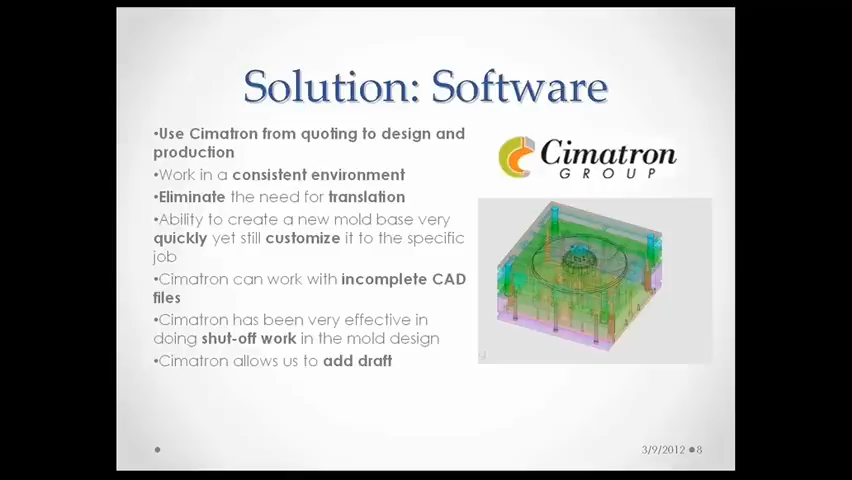 Solution: Software
•Use Cimatron from quoting to design and
production
•Work in a consistent environment
•Eliminate the need for translation
•Ability to create a new mold base very
quickly yet still customize it to the specific
job
•Cimatron can work with incomplete CAD
files
•Cimatron has been very effective in
doing shut-off work in the mold design
•Cimatron allows us to add draft
Cimatron
GROUP
3/9/2012 8